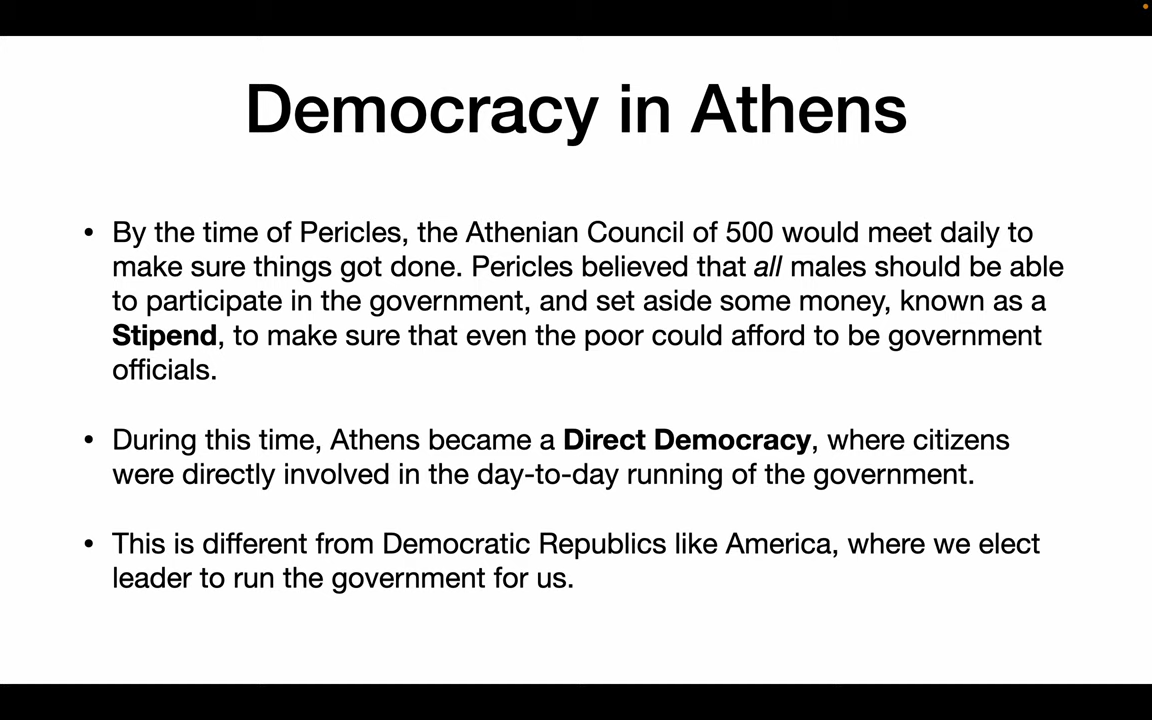 Democracy in Athens
• By the time of Pericles, the Athenian Council of 500 would meet daily to
make sure things got done. Pericles believed that all males should be able
to participate in the government, and set aside some money, known as a
Stipend, to make sure that even the poor could afford to be government
officials.
• During this time, Athens became a Direct Democracy, where citizens
were directly involved in the day-to-day running of the government.
• This is different from Democratic Republics like America, where we elect
leader to run the government for us.